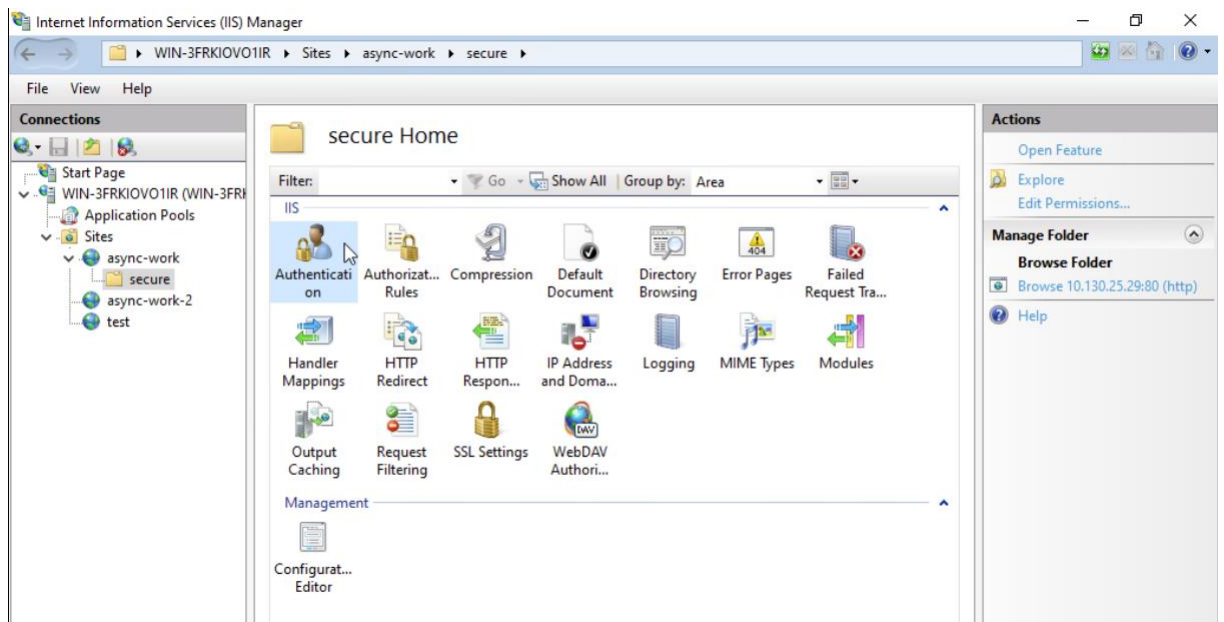 Internet Information Services (IIS) Manager
WIN-3FRKIOVO1IR ▸ Sites ▸ async-work ▸ secure ▸
File View Help
Connections
Start Page
WIN-3FRKIOVO1IR (WIN-3FRK
Application Pools
Sites
async-work
secure
async-work-2
test
secure Home
Filter: Go Show All Group by: Area
IIS
Authenticati
on
Authorizat...
Rules
Compression
Default
Document
Directory
Browsing
Error Pages
404
Failed
Request Tra...
Handler
Mappings
HTTP
Redirect
HTTP
Respon...
IP Address
and Doma...
Logging
MIME Types
Modules
Output
Caching
Request
Filtering
SSL Settings
DAV
WebDAV
Authori...
Management
Configurat...
Editor
Actions
Open Feature
Explore
Edit Permissions...
Manage Folder
Browse Folder
Browse 10.130.25.29:80 (http)
Help